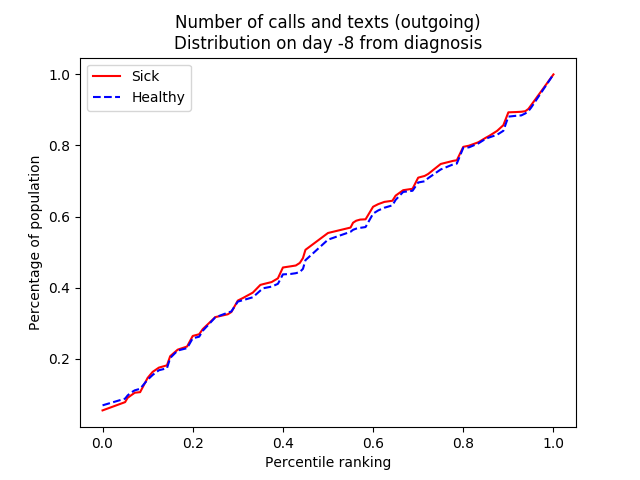 Number of calls and texts (outgoing)
Distribution on day -8 from diagnosis
Sick
Healthy
Percentage of population
1.0
0.8
0.6
0.4
0.2
0.0 0.2 0.4 0.6 0.8 1.0
Percentile ranking